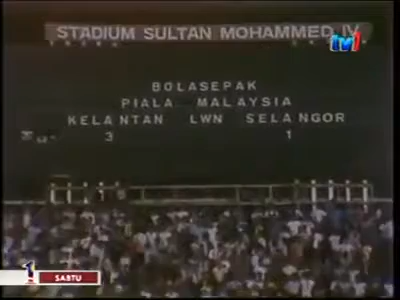 STADIUM SULTAN MOHAMMED IV
tv1
BOLASEPAK
PIALA MALAYSIA
KELANTAN LWN SELANGOR
3 1
1 SABTU